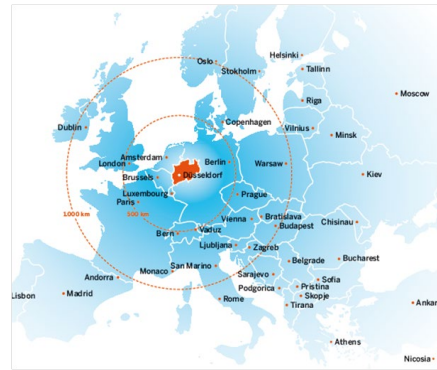 Helsinki
Oslo
Stokholm
Tallinn
Riga
Moscow
Copenhagen
Dublin
Vilnius
Minsk
Amsterdam
London
Berlin
Warsaw
Brussels
Düsseldorf
Kiev
Luxembourg
Prague
Paris
1.000 km
500 km
Vienna
Bratislava
Chisinau
Budapest
Bern
Vaduz
Ljubljana
Zagreb
Belgrade
Bucharest
Monaco
San Marino
Andorra
Sarajevo
Sofia
Podgorica
Pristina
Skopje
Lisbon
Madrid
Rome
Tirana
Ankar
Athens
Nicosia